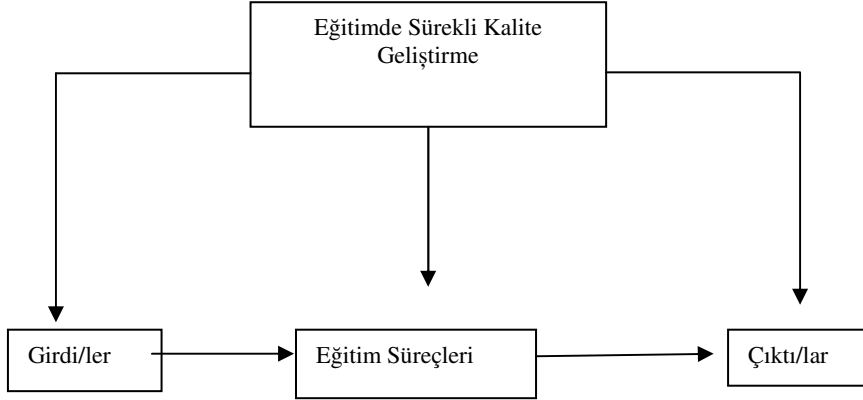 Eğitimde Sürekli Kalite
Geliştirme
Girdi/ler
Eğitim Süreçleri
Çıktı/lar